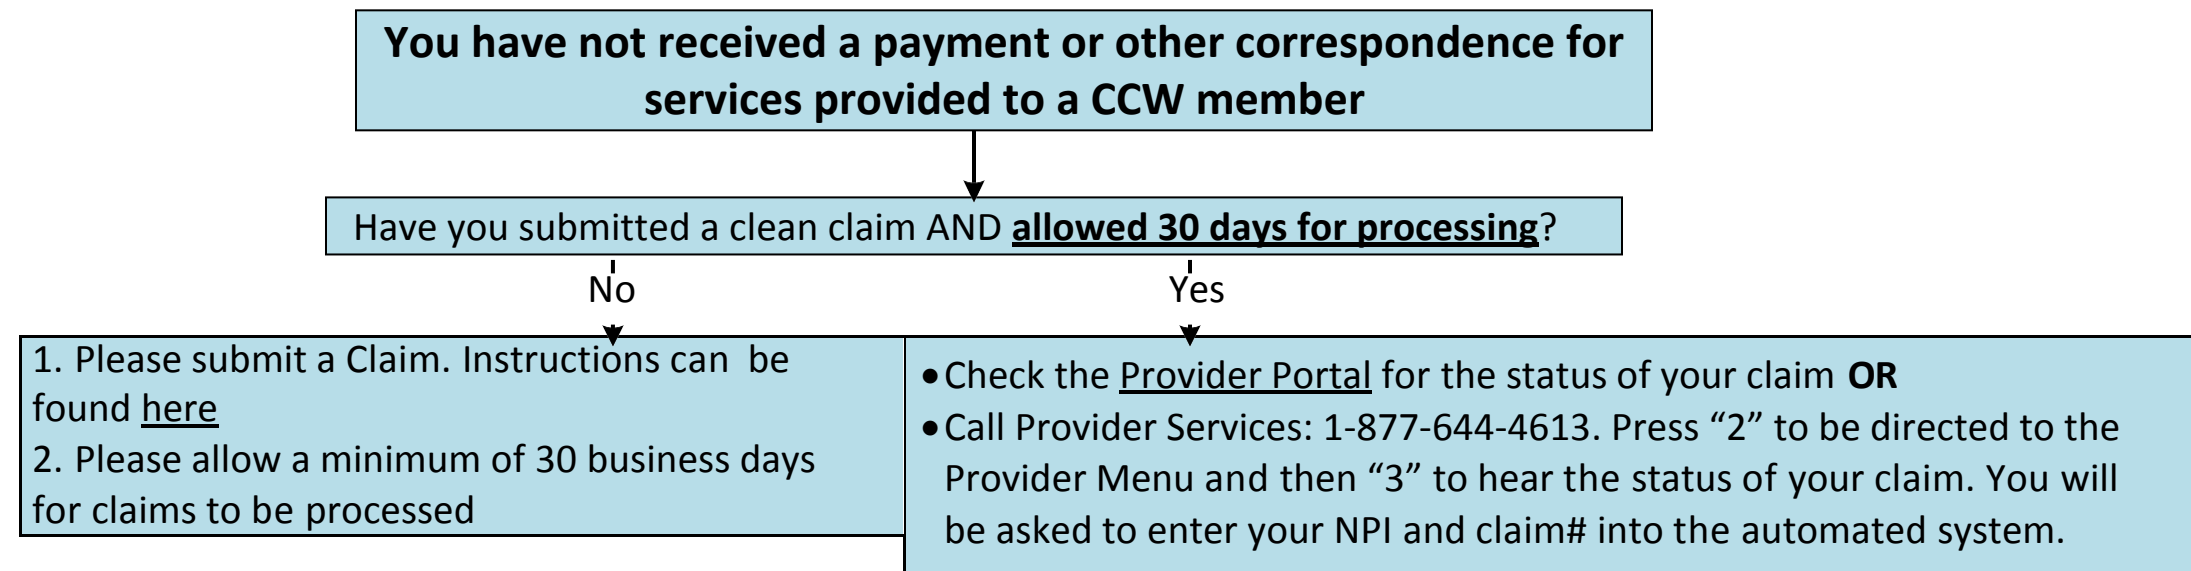 You have not received a payment or other correspondence for
services provided to a CCW member
Have you submitted a clean claim AND allowed 30 days for processing?
No
Yes
1. Please submit a Claim. Instructions can be
found here
2. Please allow a minimum of 30 business days
for claims to be processed
•Check the Provider Portal for the status of your claim OR
•Call Provider Services: 1-877-644-4613. Press “2” to be directed to the
Provider Menu and then “3” to hear the status of your claim. You will
be asked to enter your NPI and claim# into the automated system.